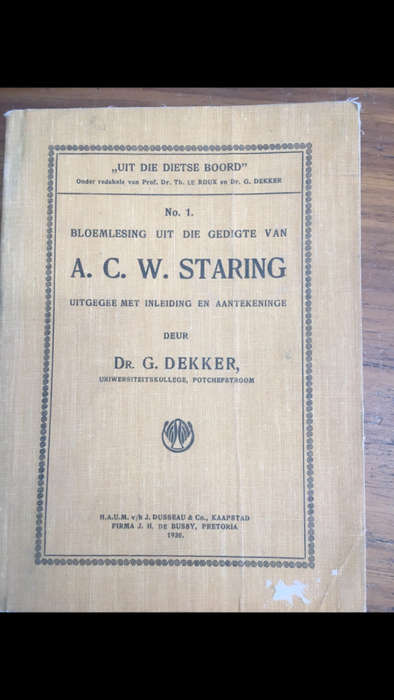 „UIT DIE DIETSE BOORD"
Onder redaksie van Prof. Dr. Th. LE ROUX en Dr. G. DEKKER
No. 1.
BLOEMLESING UIT DIE GEDIGTE VAN
A. C. W. STARING
UITGEGEE MET INLEIDING EN AANTEKENINGE
DEUR
DR. G. DEKKER,
UNIWERSITEITSKOLLEGE, POTCHEFSTROOM
H.A.U.M. v/h J. DUSSEAU & Co., KAAPSTAD
FIRMA J. H. DE BUSSY, PRETORIA
1926.